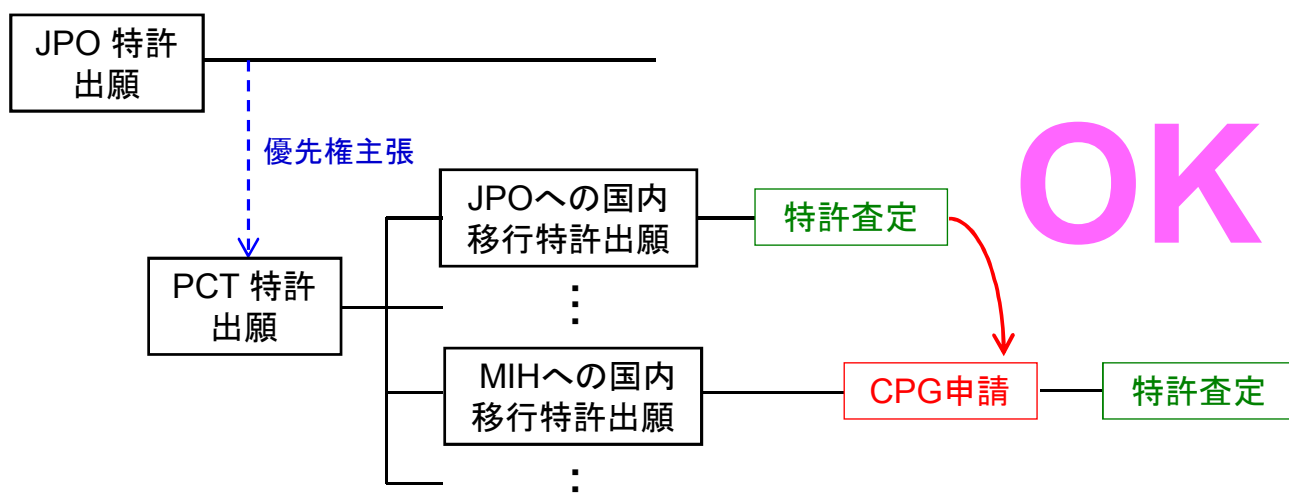 JPO 特許
出願
優先権主張
OK
JPOへの国内
移行特許出願
特許査定
PCT 特許
出願
MIHへの国内
移行特許出願
CPG申請
特許査定